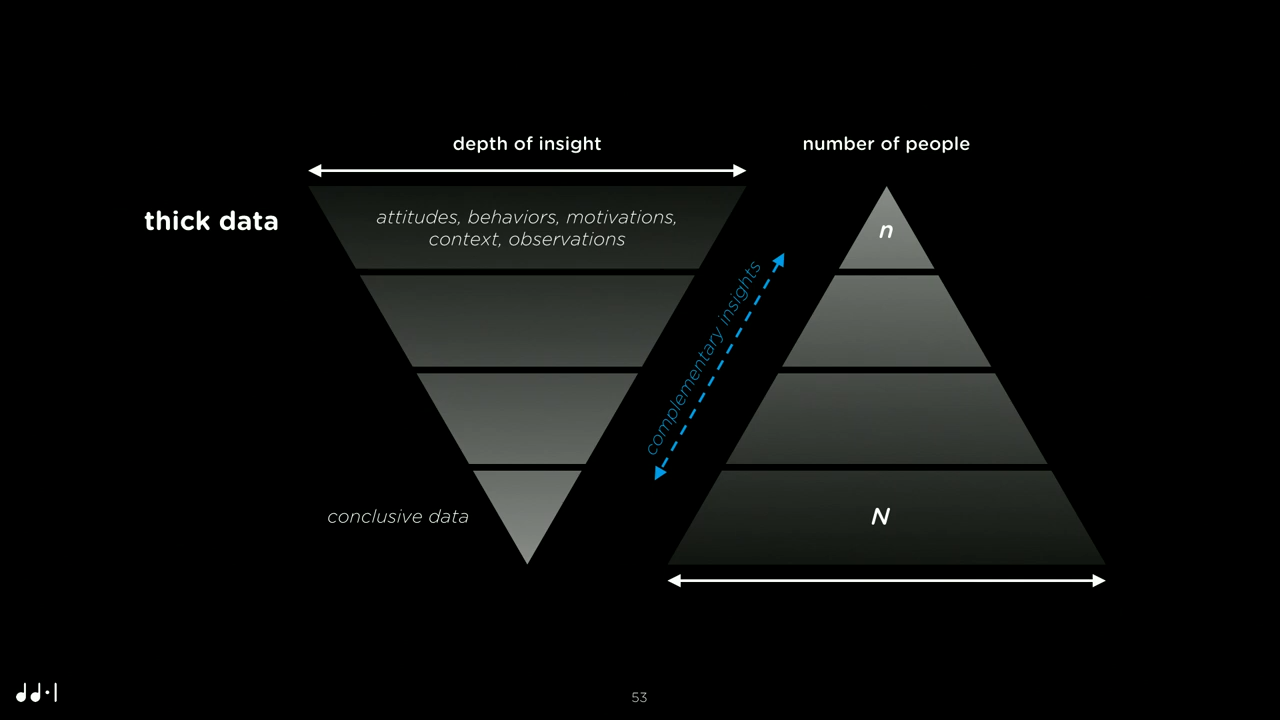 depth of insight
number of people
thick data
attitudes, behaviors, motivations,
context, observations
n
complementary insights
conclusive data
N
53